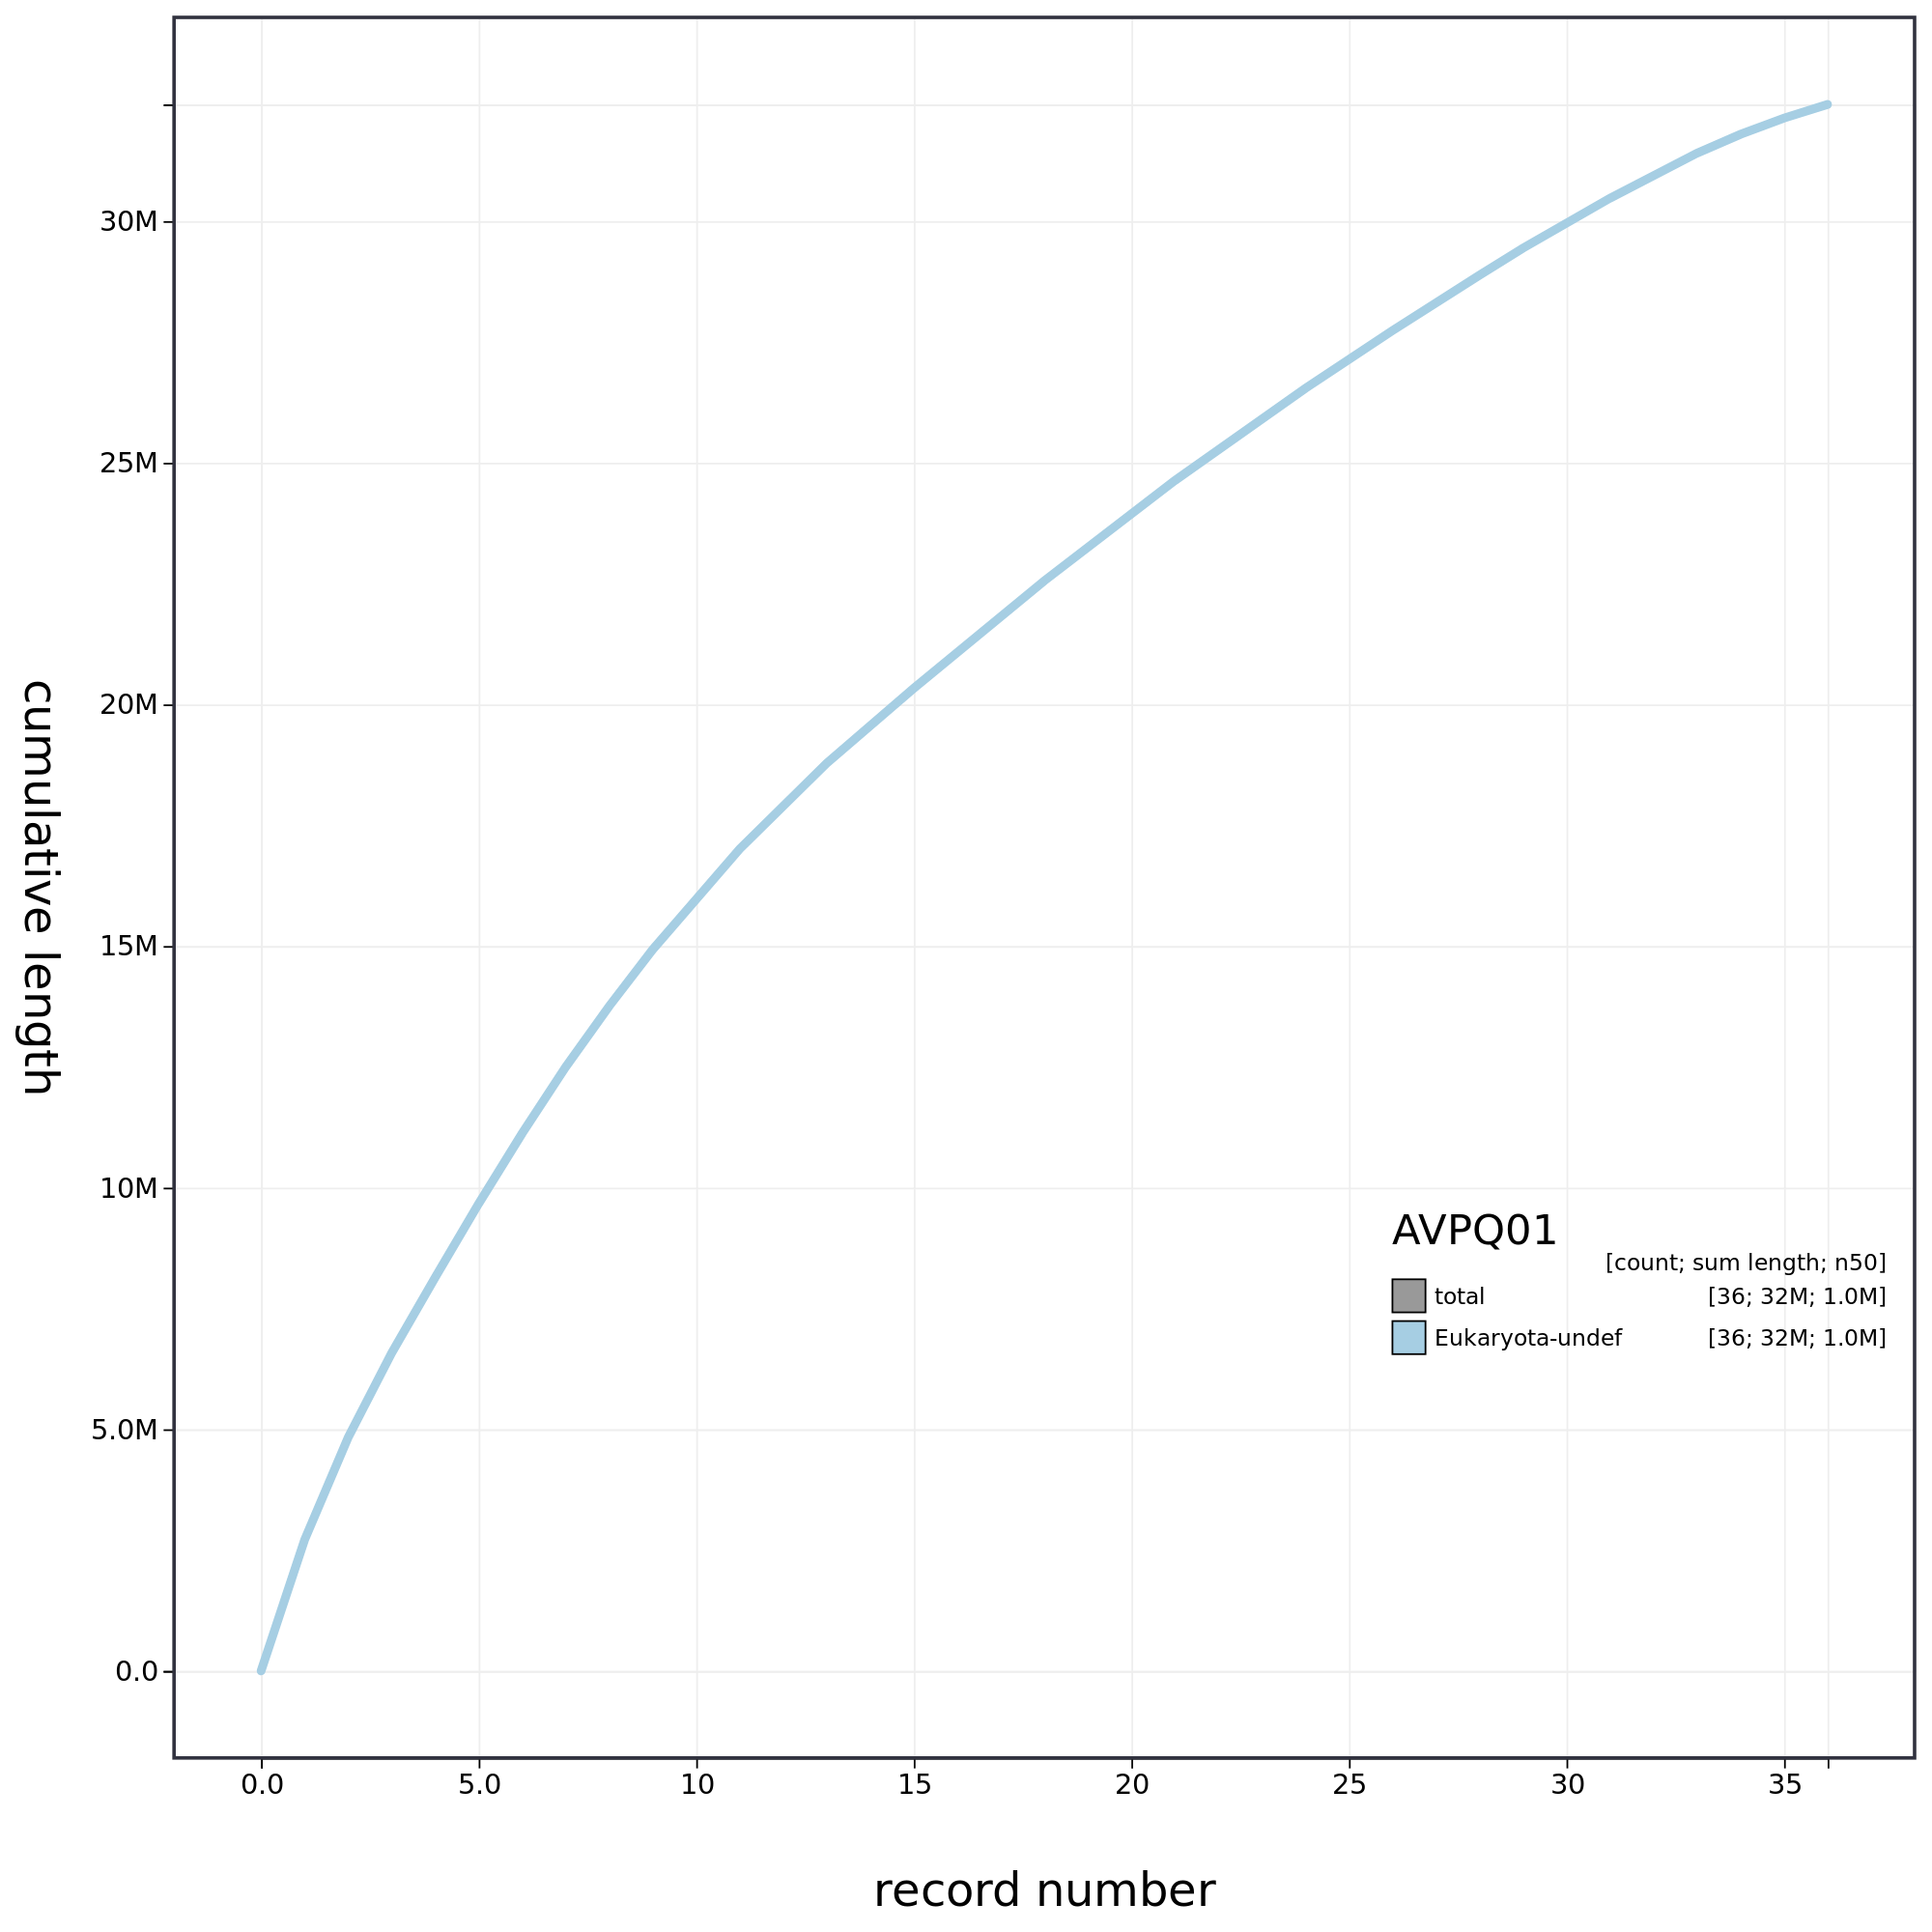 cumulative length
30M
25M
20M
15M
10M
5.0M
0.0
AVPQ01
[count; sum length; n50]
total [36; 32M; 1.0M]
Eukaryota-undef [36; 32M; 1.0M]
0.0 5.0 10 15 20 25 30 35
record number